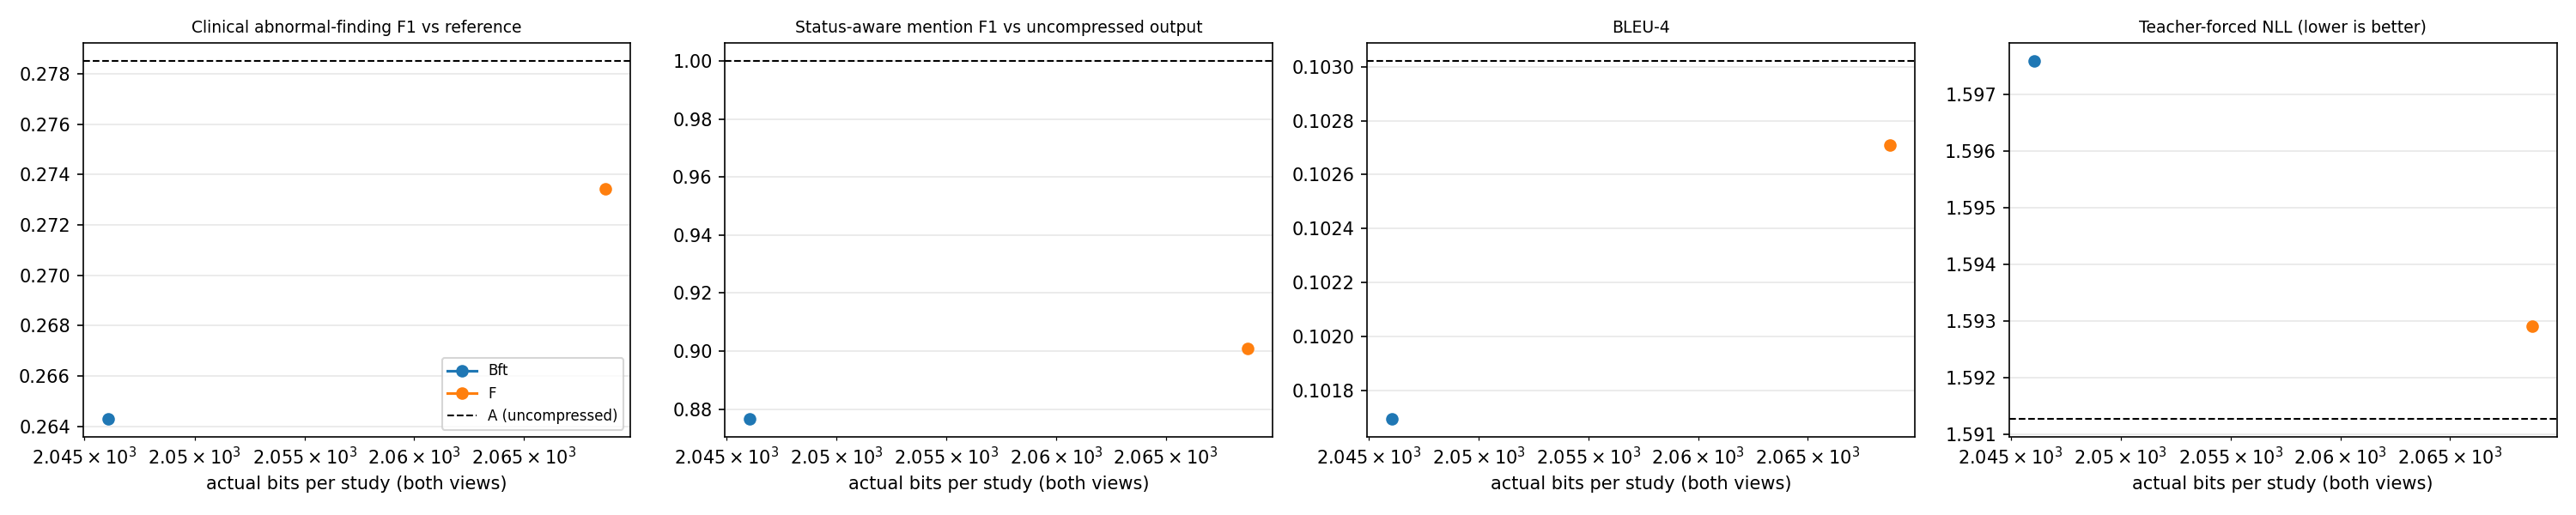 Clinical abnormal-finding F1 vs reference
0.278
0.276
0.274
0.272
0.270
0.268
0.266
0.264
Bft
F
A (uncompressed)
2.045 × 10³ 2.05 × 10³ 2.055 × 10³ 2.06 × 10³ 2.065 × 10³
actual bits per study (both views)
Status-aware mention F1 vs uncompressed output
1.00
0.98
0.96
0.94
0.92
0.90
0.88
2.045 × 10³ 2.05 × 10³ 2.055 × 10³ 2.06 × 10³ 2.065 × 10³
actual bits per study (both views)
BLEU-4
0.1030
0.1028
0.1026
0.1024
0.1022
0.1020
0.1018
2.045 × 10³ 2.05 × 10³ 2.055 × 10³ 2.06 × 10³ 2.065 × 10³
actual bits per study (both views)
Teacher-forced NLL (lower is better)
1.597
1.596
1.595
1.594
1.593
1.592
1.591
2.045 × 10³ 2.05 × 10³ 2.055 × 10³ 2.06 × 10³ 2.065 × 10³
actual bits per study (both views)